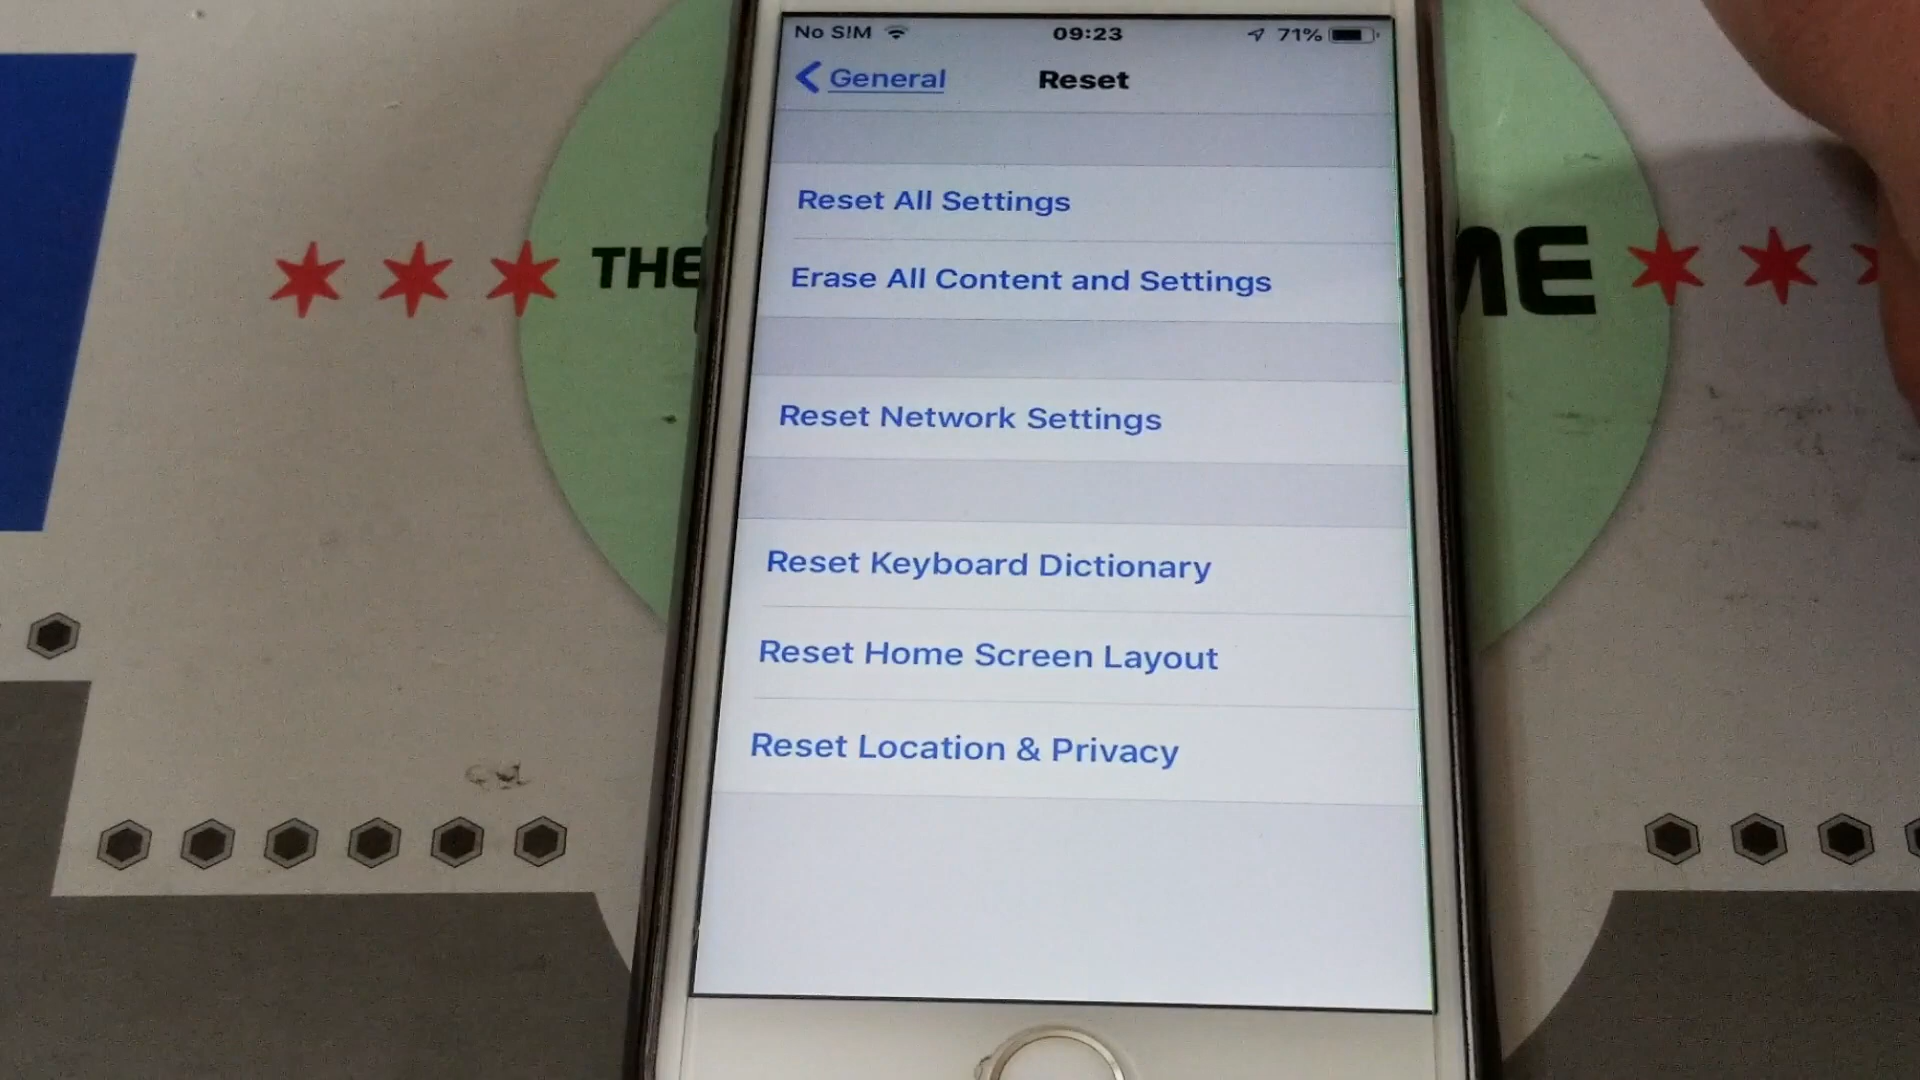 No SIM 09:23 71%
General Reset
Reset All Settings
THE ME
Erase All Content and Settings
Reset Network Settings
Reset Keyboard Dictionary
Reset Home Screen Layout
Reset Location & Privacy